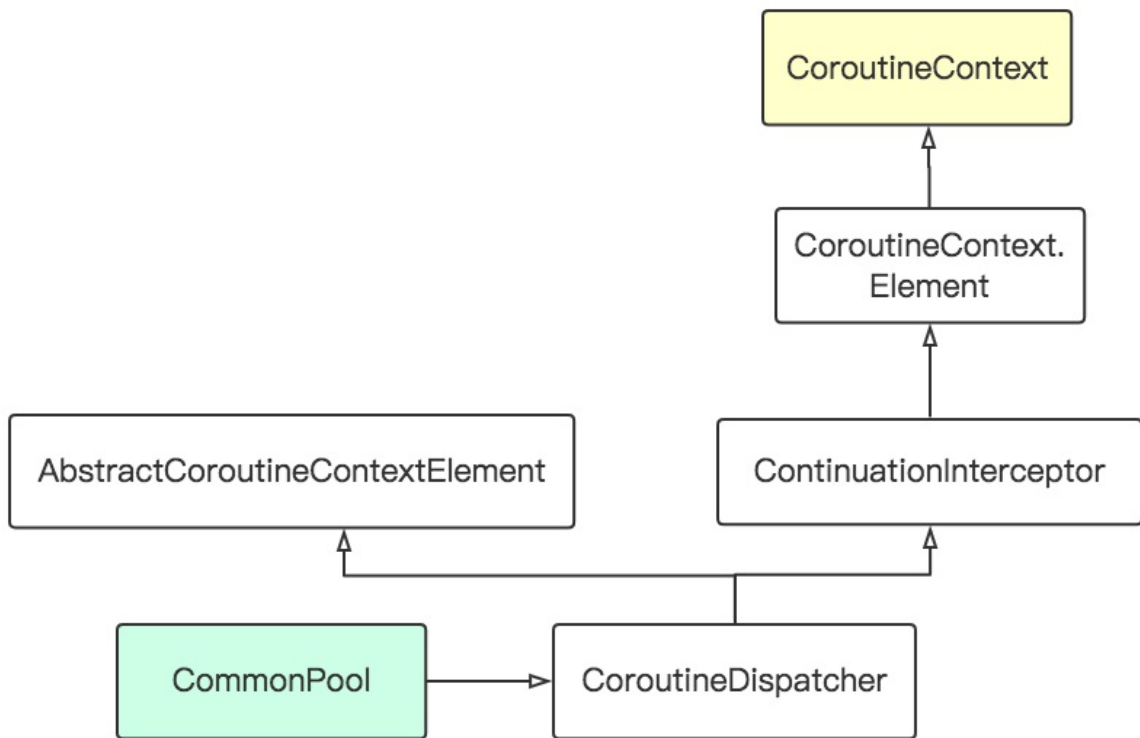 CoroutineContext
CoroutineContext.
Element
AbstractCoroutineContextElement
ContinuationInterceptor
CommonPool
CoroutineDispatcher